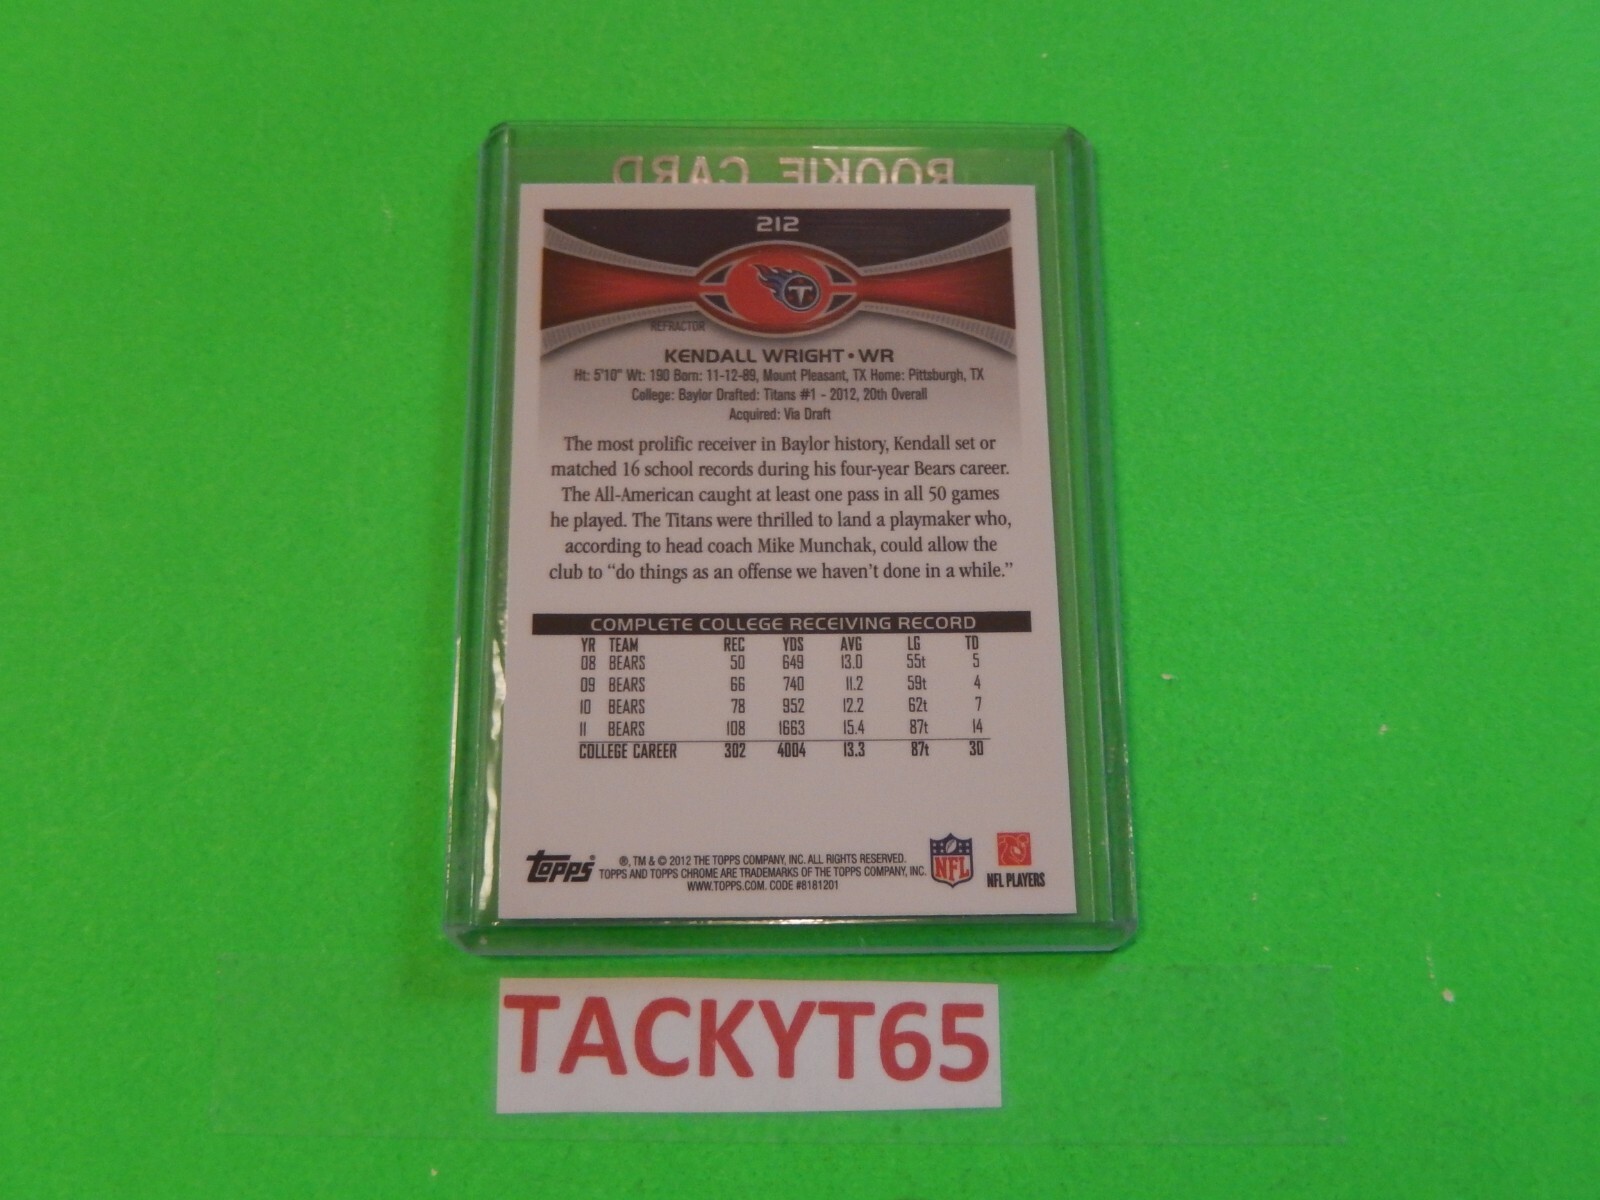 ROOKIE CARD
212
T
REFRACTOR
KENDALL WRIGHT • WR
Ht: 5'10" Wt: 190 Born: 11-12-89, Mount Pleasant, TX Home: Pittsburgh, TX
College: Baylor Drafted: Titans #1 - 2012, 20th Overall
Acquired: Via Draft
The most prolific receiver in Baylor history, Kendall set or
matched 16 school records during his four-year Bears career.
The All-American caught at least one pass in all 50 games
he played. The Titans were thrilled to land a playmaker who,
according to head coach Mike Munchak, could allow the
club to “do things as an offense we haven’t done in a while.”
COMPLETE COLLEGE RECEIVING RECORD
YR TEAM REC YDS AVG LG TD
08 BEARS 50 649 13.0 55t 5
09 BEARS 66 740 11.2 59t 4
10 BEARS 78 952 12.2 62t 7
11 BEARS 108 1663 15.4 87t 14
COLLEGE CAREER 302 4004 13.3 87t 30
Topps
®, TM & © 2012 THE TOPPS COMPANY, INC. ALL RIGHTS RESERVED.
TOPPS AND TOPPS CHROME ARE TRADEMARKS OF THE TOPPS COMPANY, INC.
WWW.TOPPS.COM. CODE #8181201
NFL
NFL PLAYERS
TACKYT65